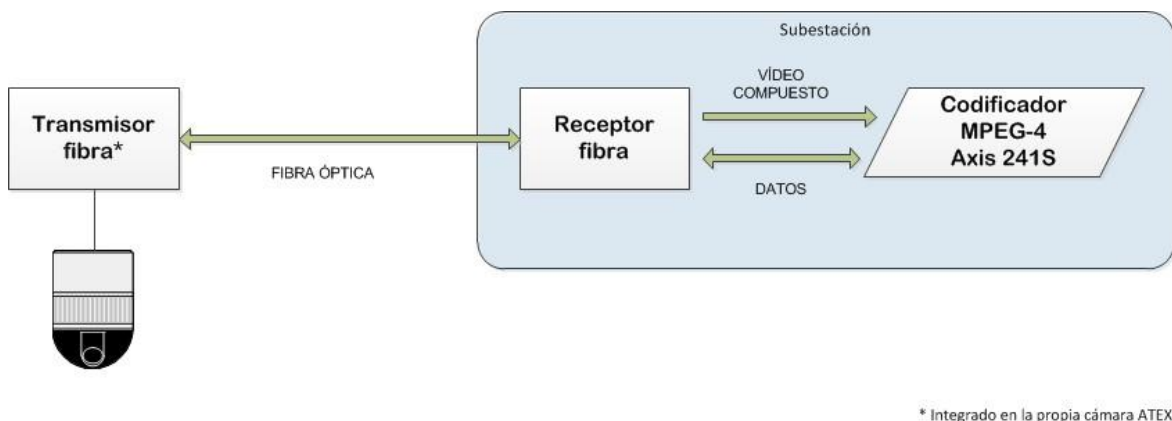 Subestación
Transmisor
fibra*
FIBRA ÓPTICA
Receptor
fibra
VÍDEO
COMPUESTO
DATOS
Codificador
MPEG-4
Axis 241S
* Integrado en la propia cámara ATEX